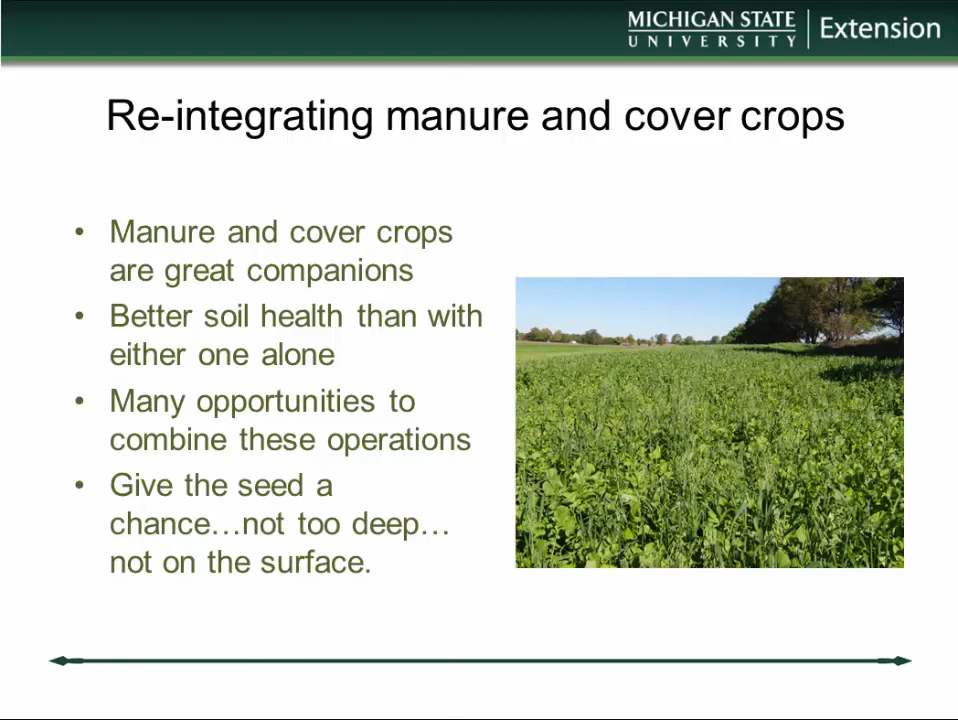 MICHIGAN STATE
UNIVERSITY
Extension
Re-integrating manure and cover crops
• Manure and cover crops
are great companions
• Better soil health than with
either one alone
• Many opportunities to
combine these operations
• Give the seed a
chance…not too deep…
not on the surface.